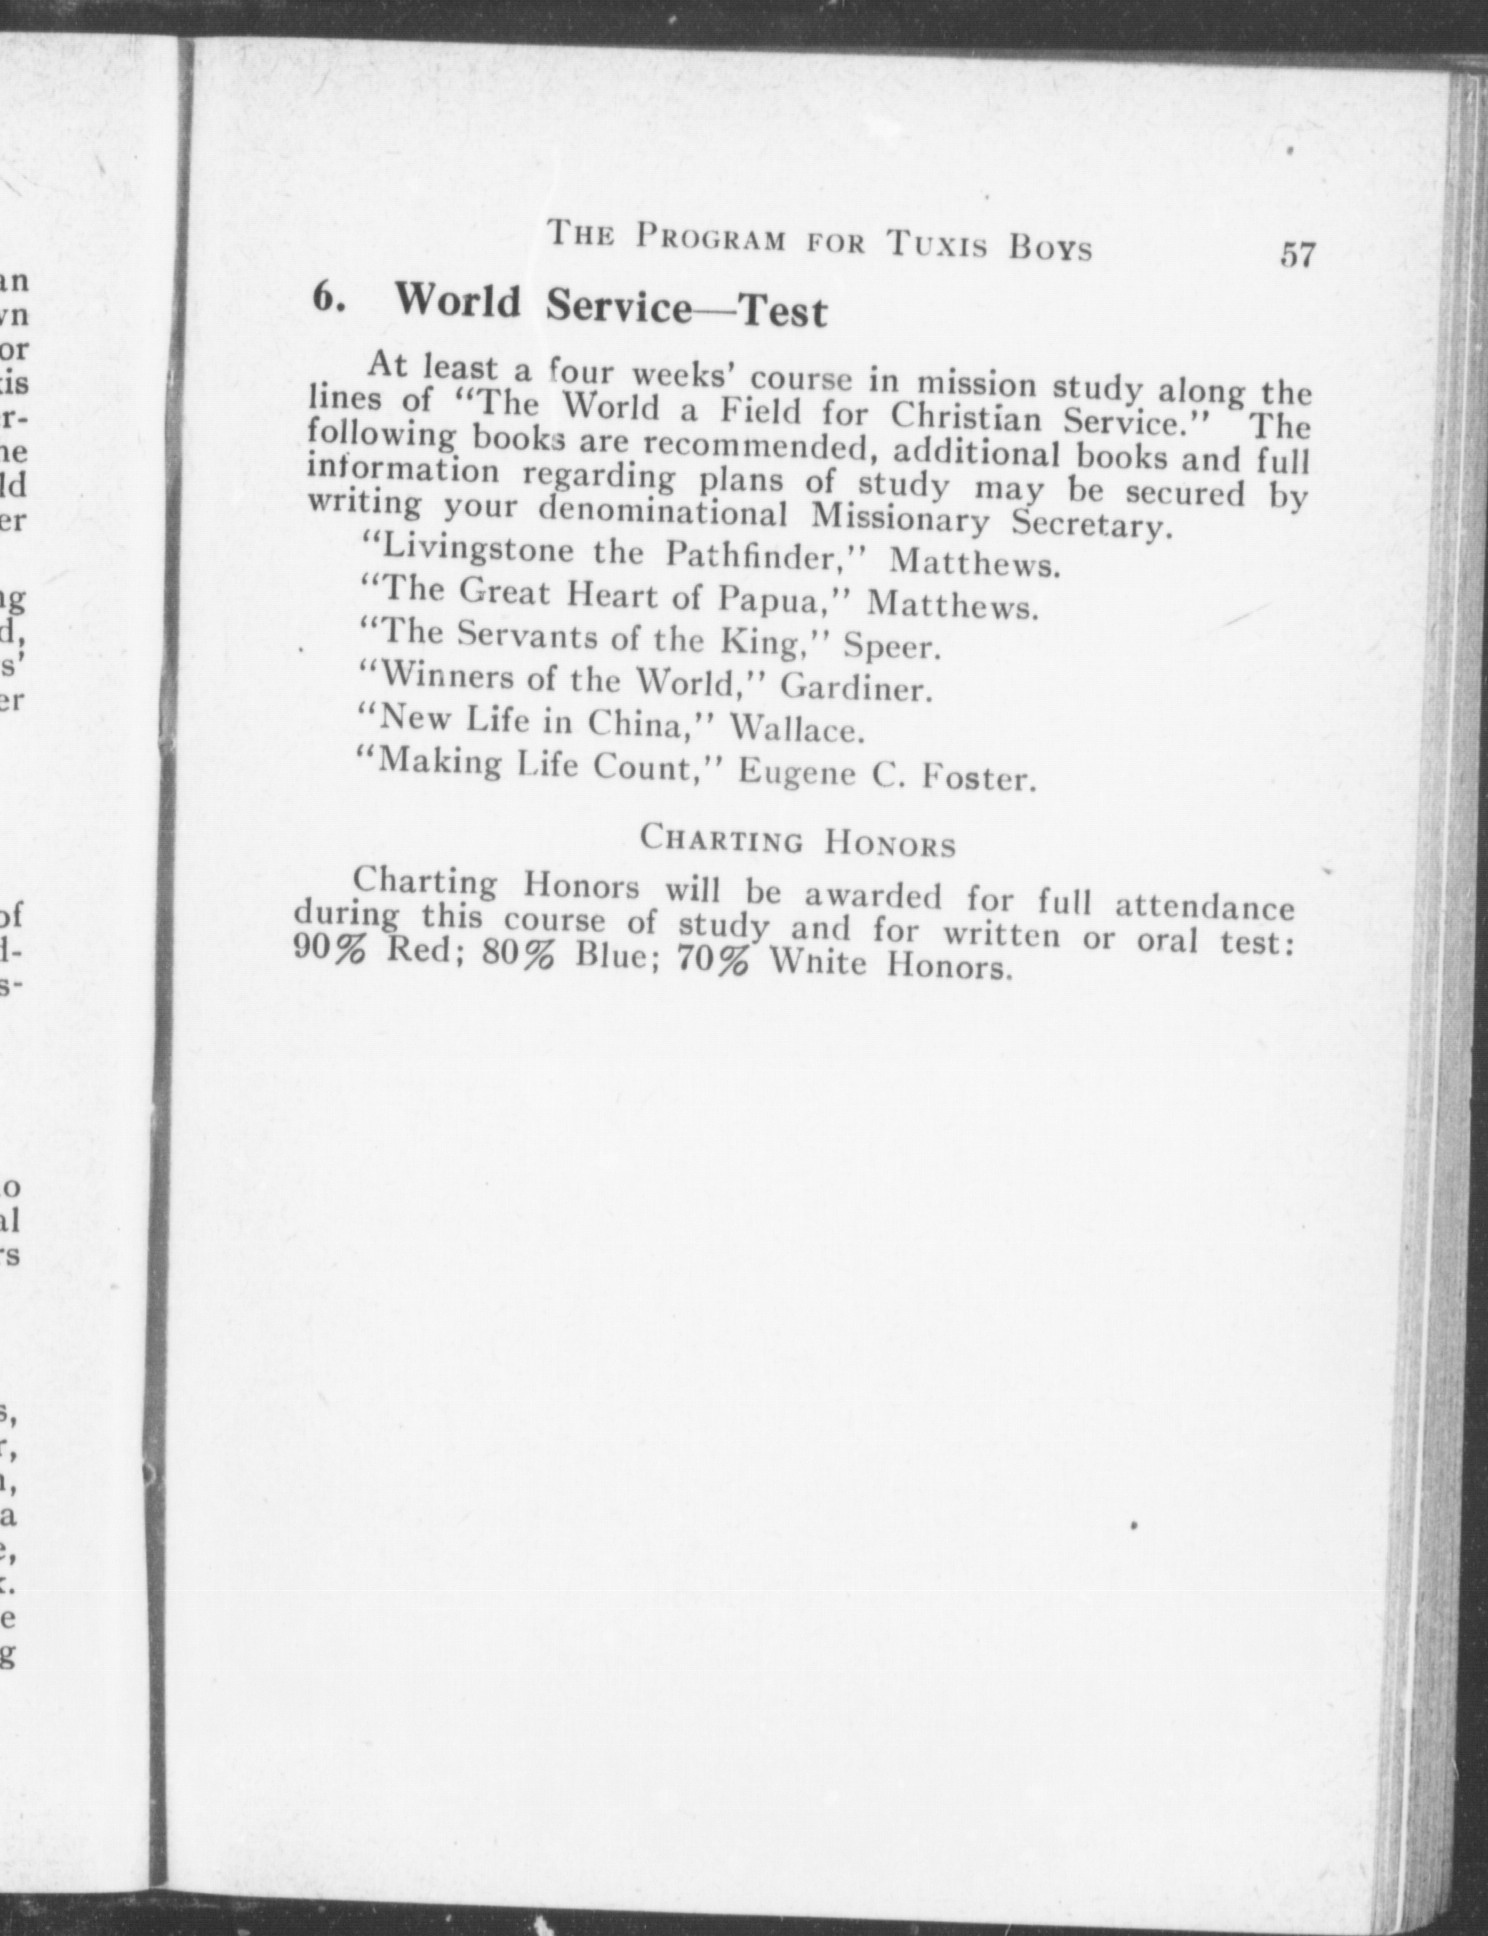 THE PROGRAM FOR TUXIS BOYS 57
6. World Service—Test
At least a four weeks' course in mission study along the
lines of "The World a Field for Christian Service." The
following books are recommended, additional books and full
information regarding plans of study may be secured by
writing your denominational Missionary Secretary.
"Livingstone the Pathfinder," Matthews.
"The Great Heart of Papua," Matthews.
"The Servants of the King," Speer.
"Winners of the World," Gardiner.
"New Life in China," Wallace.
"Making Life Count," Eugene C. Foster.
CHARTING HONORS
Charting Honors will be awarded for full attendance
during this course of study and for written or oral test:
90% Red; 80% Blue; 70% Wnite Honors.